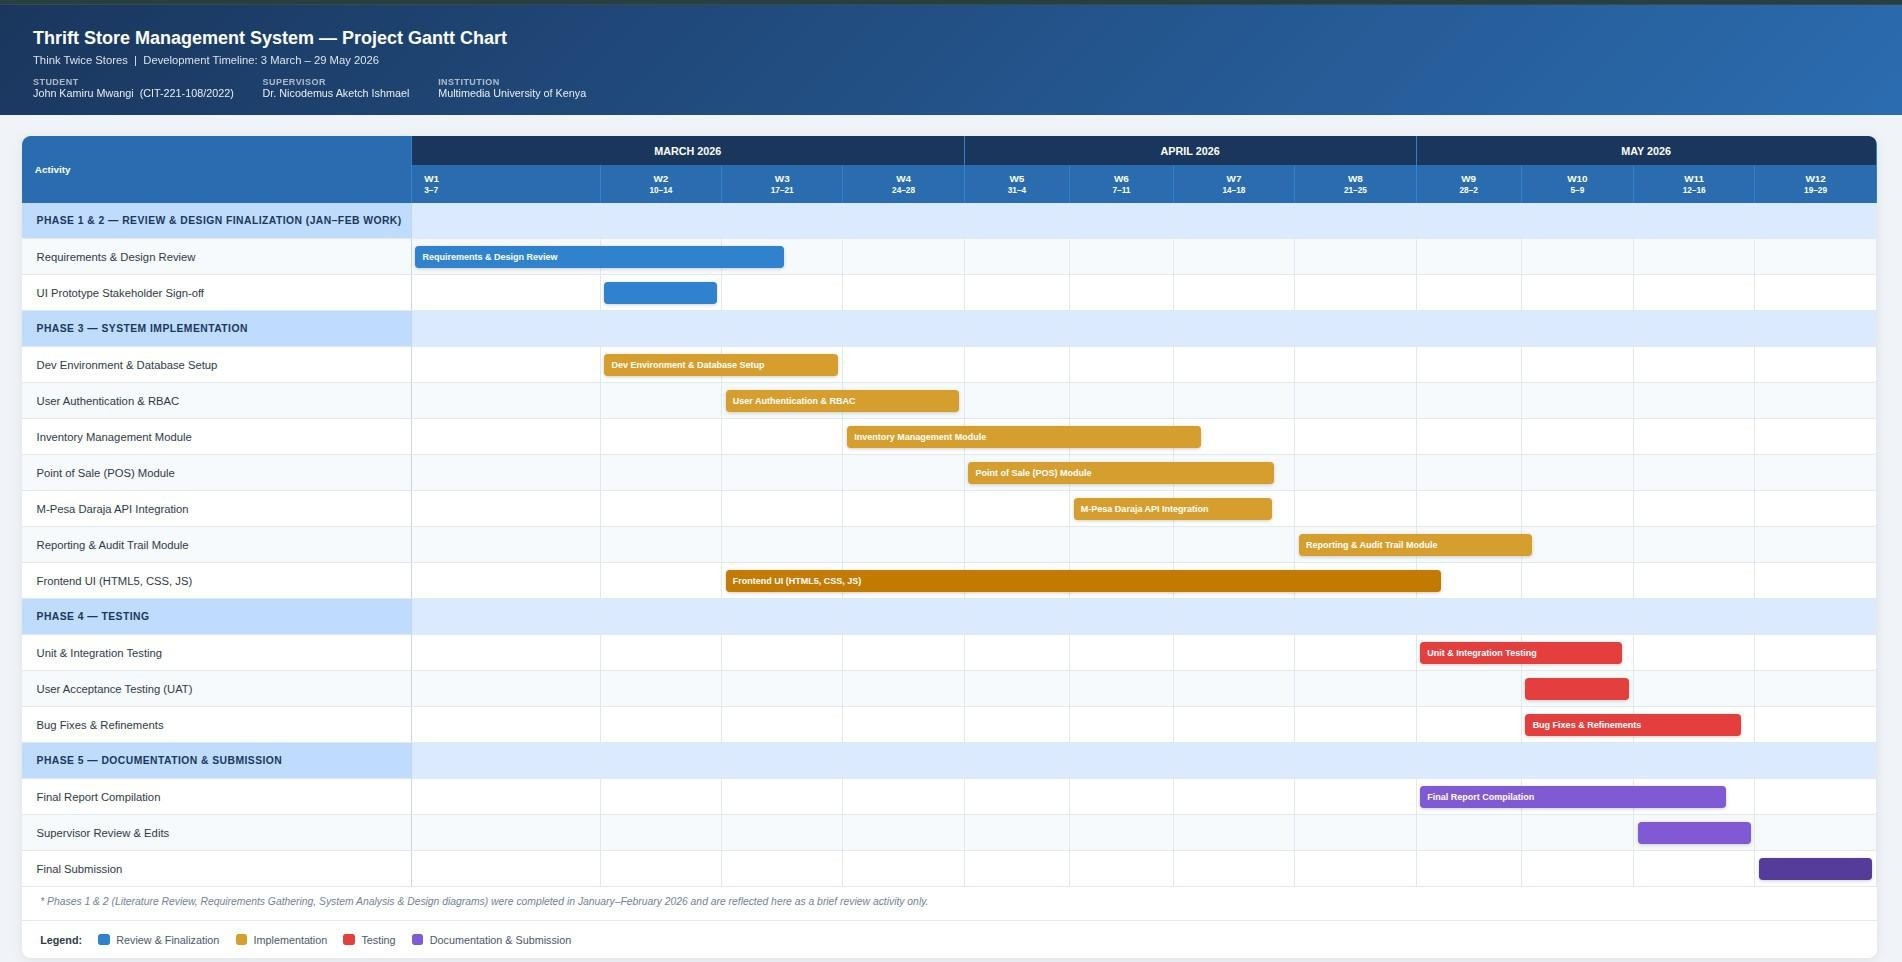 Thrift Store Management System — Project Gantt Chart
Think Twice Stores | Development Timeline: 3 March – 29 May 2026
STUDENT SUPERVISOR INSTITUTION
John Kamiru Mwangi (CIT-221-108/2022) Dr. Nicodemus Aketch Ishmael Multimedia University of Kenya
Activity
MARCH 2026 APRIL 2026 MAY 2026
W1 W2 W3 W4 W5 W6 W7 W8 W9 W10 W11 W12
3–7 10–14 17–21 24–28 31–4 7–11 14–18 21–25 28–2 5–9 12–16 19–29
PHASE 1 & 2 — REVIEW & DESIGN FINALIZATION (JAN–FEB WORK)
Requirements & Design Review Requirements & Design Review
UI Prototype Stakeholder Sign-off
PHASE 3 — SYSTEM IMPLEMENTATION
Dev Environment & Database Setup Dev Environment & Database Setup
User Authentication & RBAC User Authentication & RBAC
Inventory Management Module Inventory Management Module
Point of Sale (POS) Module Point of Sale (POS) Module
M-Pesa Daraja API Integration M-Pesa Daraja API Integration
Reporting & Audit Trail Module Reporting & Audit Trail Module
Frontend UI (HTML5, CSS, JS) Frontend UI (HTML5, CSS, JS)
PHASE 4 — TESTING
Unit & Integration Testing Unit & Integration Testing
User Acceptance Testing (UAT)
Bug Fixes & Refinements Bug Fixes & Refinements
PHASE 5 — DOCUMENTATION & SUBMISSION
Final Report Compilation Final Report Compilation
Supervisor Review & Edits
Final Submission
* Phases 1 & 2 (Literature Review, Requirements Gathering, System Analysis & Design diagrams) were completed in January–February 2026 and are reflected here as a brief review activity only.
Legend: Review & Finalization Implementation Testing Documentation & Submission